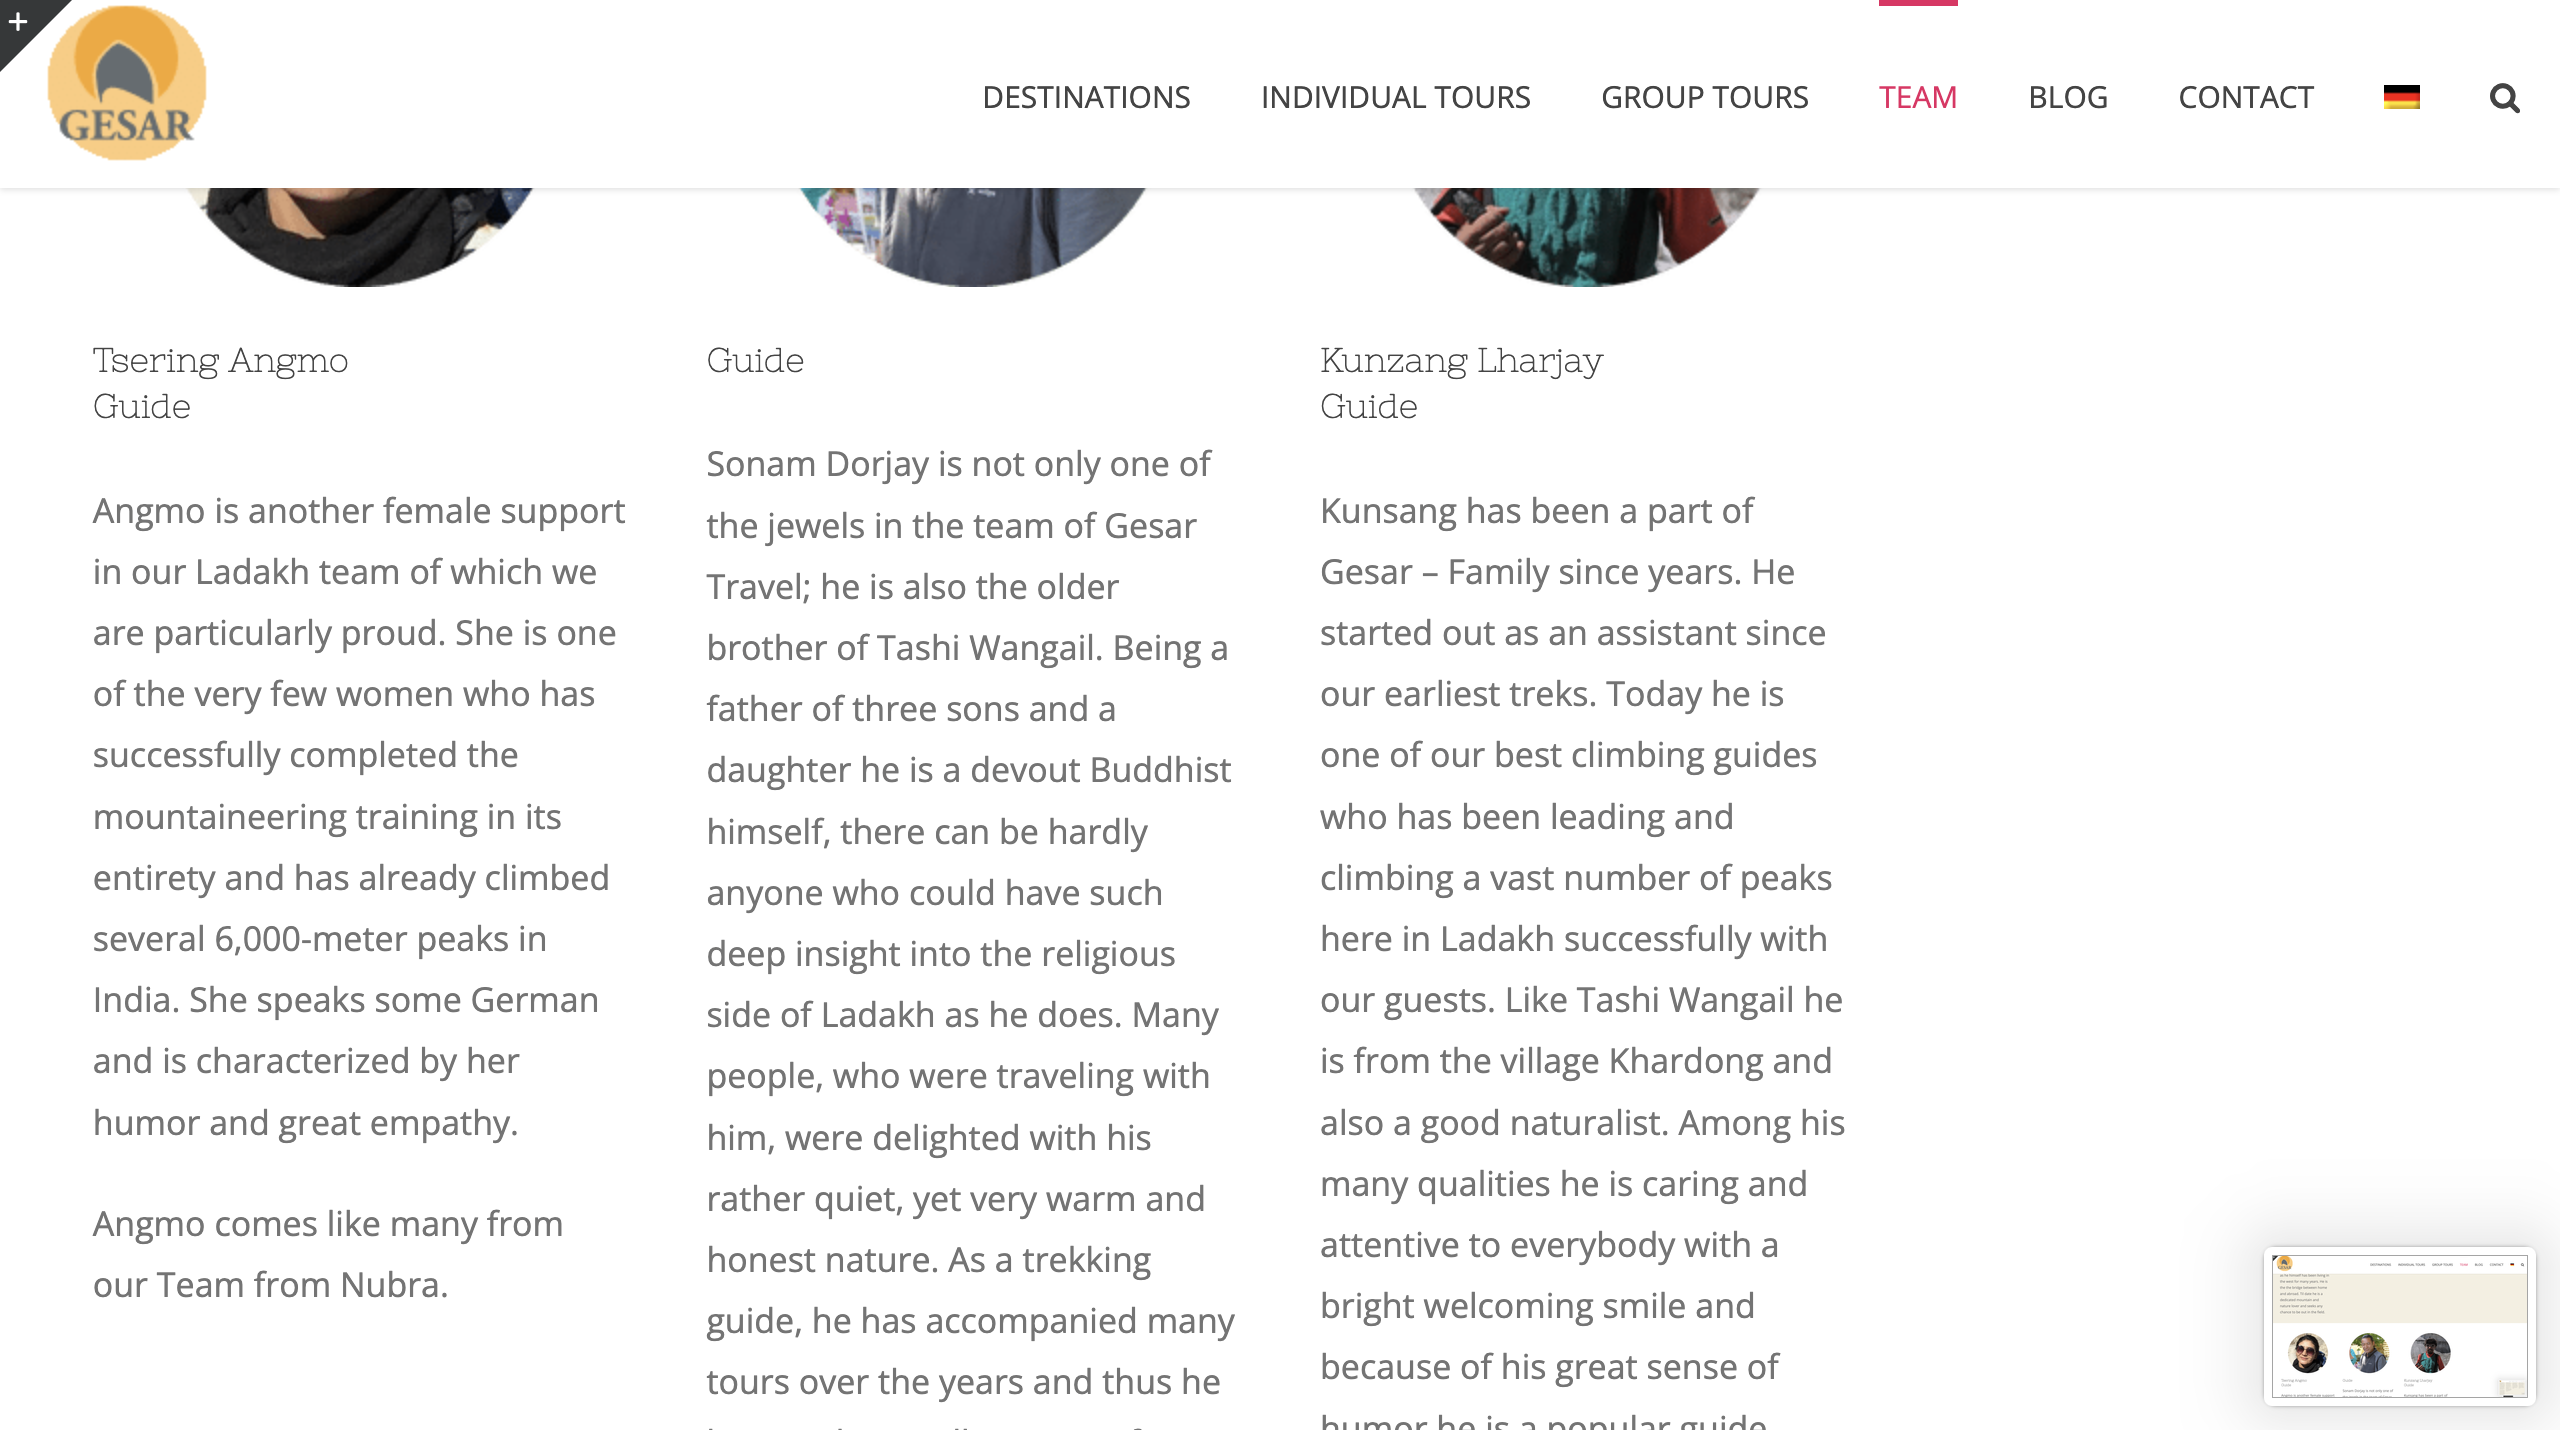 GESAR
DESTINATIONS
INDIVIDUAL TOURS
GROUP TOURS
TEAM
BLOG
CONTACT
Tsering Angmo
Guide
Angmo is another female support
in our Ladakh team of which we
are particularly proud. She is one
of the very few women who has
successfully completed the
mountaineering training in its
entirety and has already climbed
several 6,000-meter peaks in
India. She speaks some German
and is characterized by her
humor and great empathy.
Angmo comes like many from
our Team from Nubra.
Guide
Sonam Dorjay is not only one of
the jewels in the team of Gesar
Travel; he is also the older
brother of Tashi Wangail. Being a
father of three sons and a
daughter he is a devout Buddhist
himself, there can be hardly
anyone who could have such
deep insight into the religious
side of Ladakh as he does. Many
people, who were traveling with
him, were delighted with his
rather quiet, yet very warm and
honest nature. As a trekking
guide, he has accompanied many
tours over the years and thus he
Kunzang Lharjay
Guide
Kunsang has been a part of
Gesar – Family since years. He
started out as an assistant since
our earliest treks. Today he is
one of our best climbing guides
who has been leading and
climbing a vast number of peaks
here in Ladakh successfully with
our guests. Like Tashi Wangail he
is from the village Khardong and
also a good naturalist. Among his
many qualities he is caring and
attentive to everybody with a
bright welcoming smile and
because of his great sense of
humor he is a popular guide